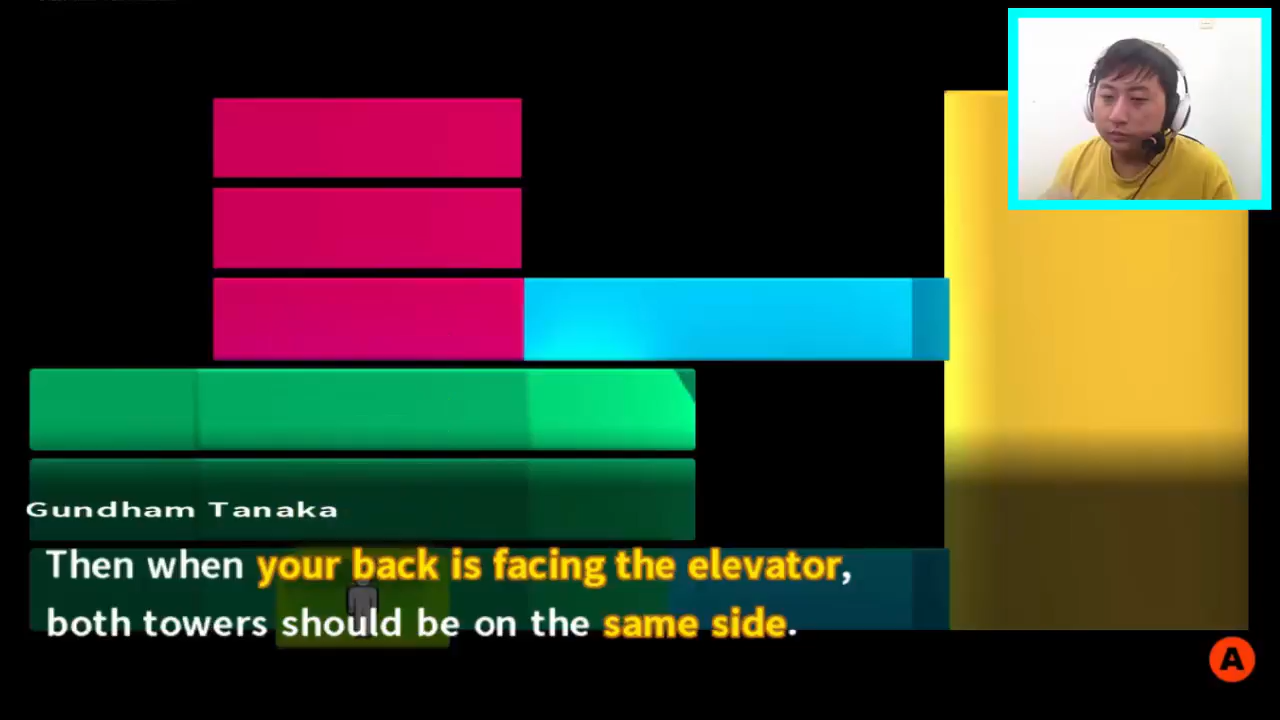 Gundham Tanaka
Then when your back is facing the elevator,
both towers should be on the same side.
A